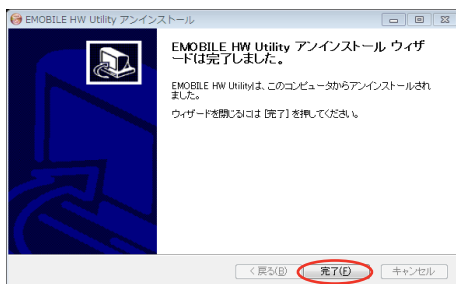 EMOBILE HW Utility アンインストール
EMOBILE HW Utility アンインストール ウィザ
ードは完了しました。
EMOBILE HW Utilityは、このコンピュータからアンインストールされ
ました。
ウィザードを閉じるには [完了] を押してください。
< 戻る(B)
完了(F)
キャンセル